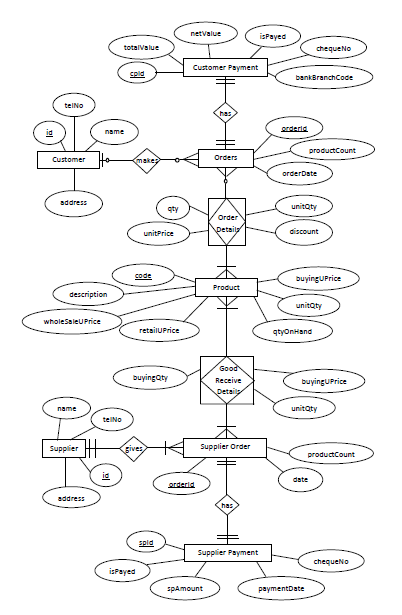 netValue
isPayed
totalValue
chequeNo
cpId
Customer Payment
bankBranchCode
telNo
has
id
name
orderId
productCount
Customer
makes
Orders
orderDate
address
qty
unitQty
Order
Details
unitPrice
discount
code
buyingUPrice
description
Product
unitQty
wholeSaleUPrice
retailUPrice
qtyOnHand
Good
Receive
Details
buyingQty
buyingUPrice
unitQty
name
telNo
Supplier
gives
Supplier Order
productCount
id
orderId
date
address
has
spId
Supplier Payment
chequeNo
isPayed
spAmount
paymentDate